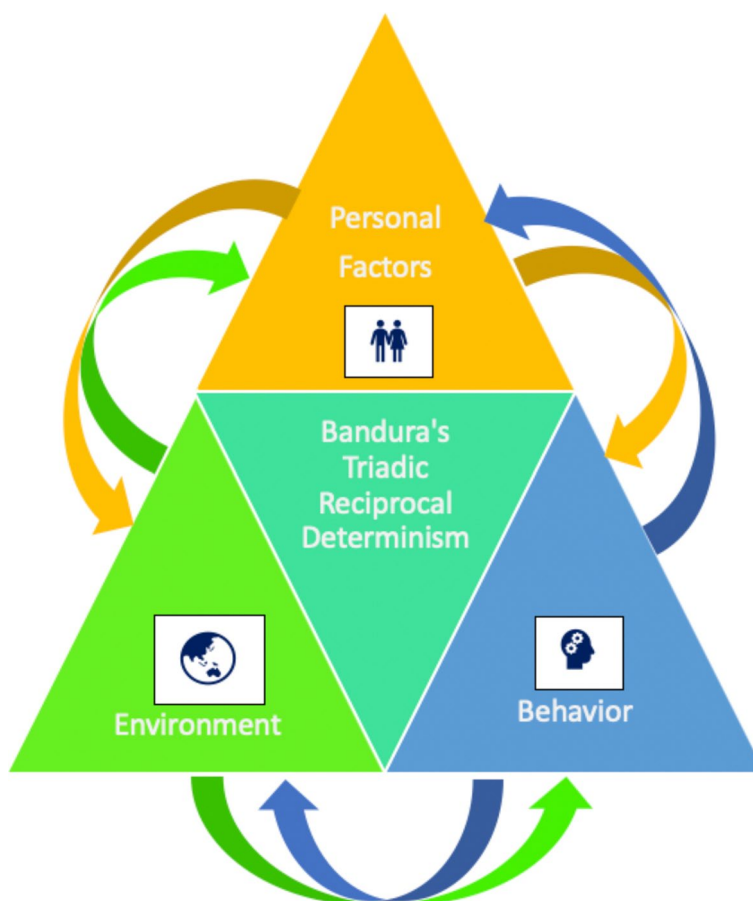 Personal
Factors
Bandura's
Triadic
Reciprocal
Determinism
Environment
Behavior